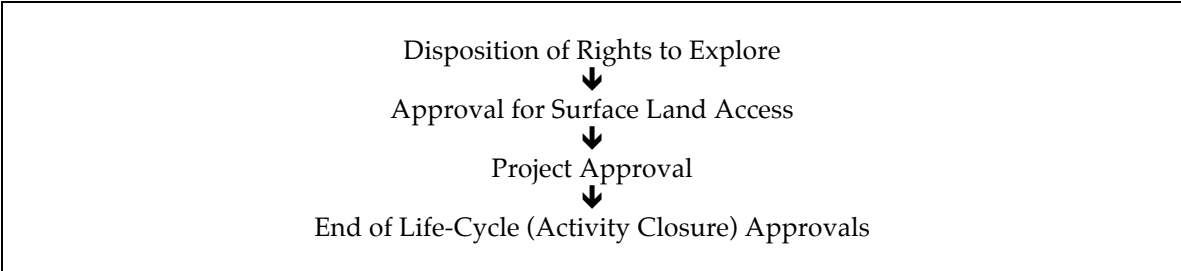 Disposition of Rights to Explore
Approval for Surface Land Access
Project Approval
End of Life-Cycle (Activity Closure) Approvals